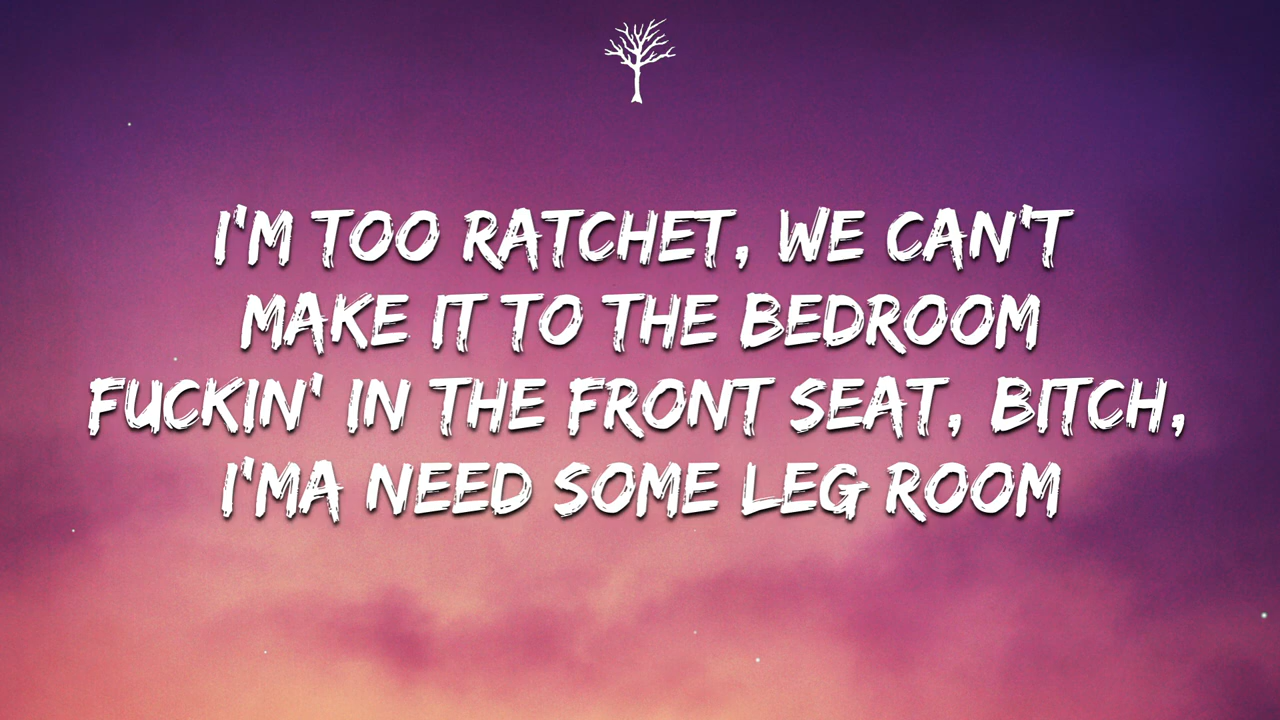 I'M TOO RATCHET, WE CAN'T
MAKE IT TO THE BEDROOM
FUCKIN' IN THE FRONT SEAT, BITCH,
I'MA NEED SOME LEG ROOM